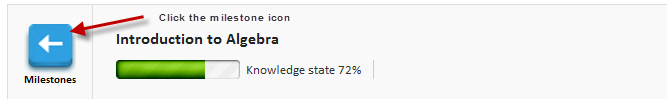 Click the milestone icon
Introduction to Algebra
Knowledge state 72%
Milestones